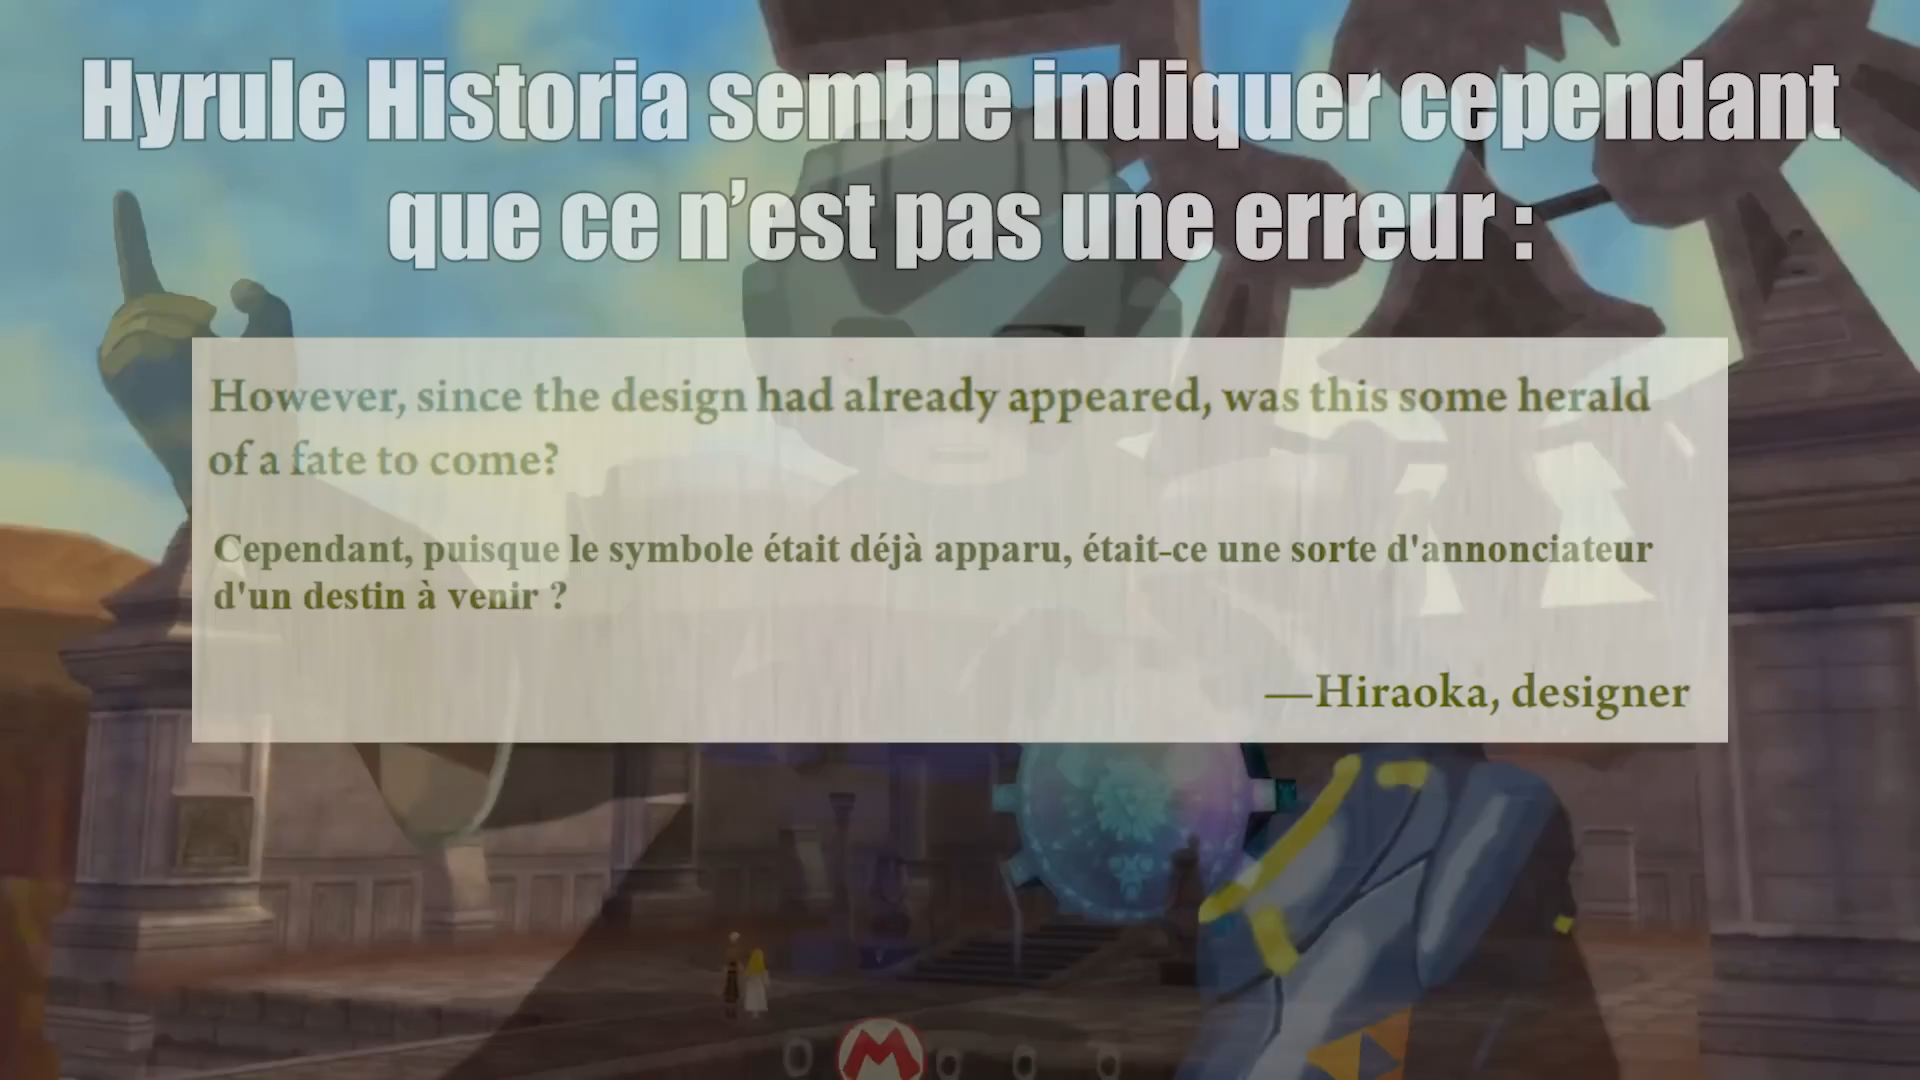 Hyrule Historia semble indiquer cependant
que ce n’est pas une erreur :
However, since the design had already appeared, was this some herald
of a fate to come?
Cependant, puisque le symbole était déjà apparu, était-ce une sorte d'annonciateur
d'un destin à venir ?
—Hiraoka, designer